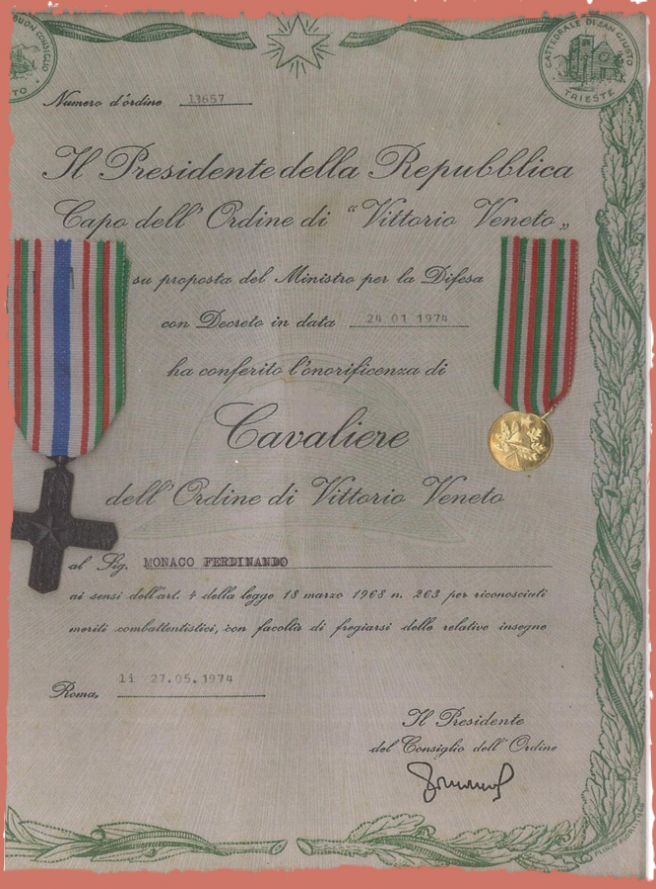 BUON CONSIGLIO
TO
CATTEDRALE DI SAN GIUSTO
TRIESTE
Numero d'ordine 13657
Il Presidente della Repubblica
Capo dell'Ordine di "Vittorio Veneto„
su proposta del Ministro per la Difesa
con Decreto in data 24 01 1974
ha conferito l'onorificenza di
Cavaliere
dell'Ordine di Vittorio Veneto
al Sig. MONACO FERDINANDO
ai sensi dell'art. 4 della legge 18 marzo 1968 n. 263 per riconosciuti
meriti combattentistici, con facoltà di fregiarsi delle relative insegne
Roma, li 27.05.1974
Il Presidente
del Consiglio dell'Ordine